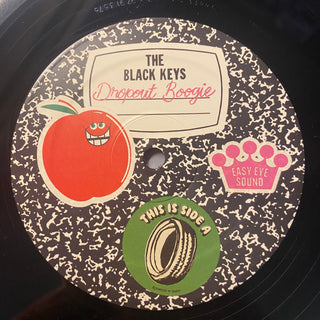 THE
BLACK KEYS
Dropout Boogie
EASY EYE
SOUND
THIS IS SIDE A